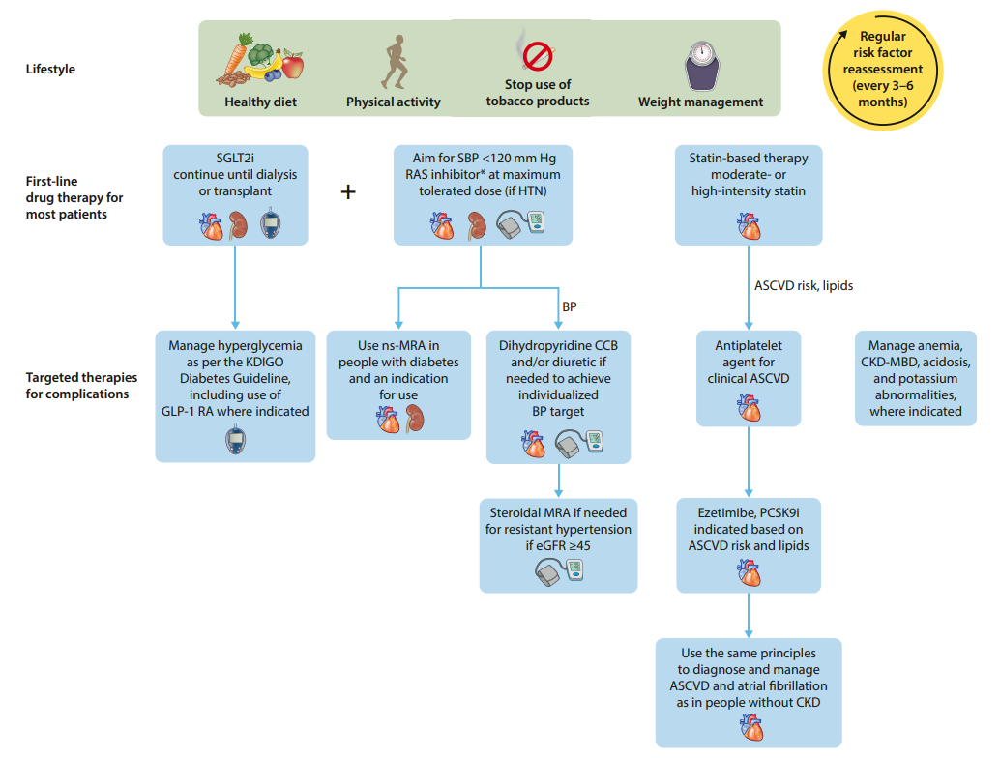 Lifestyle
Healthy diet
Physical activity
Stop use of
tobacco products
Weight management
Regular
risk factor
reassessment
(every 3–6
months)
First-line
drug therapy for
most patients
SGLT2i
continue until dialysis
or transplant
+
Aim for SBP <120 mm Hg
RAS inhibitor* at maximum
tolerated dose (if HTN)
Statin-based therapy
moderate- or
high-intensity statin
ASCVD risk, lipids
BP
Targeted therapies
for complications
Manage hyperglycemia
as per the KDIGO
Diabetes Guideline,
including use of
GLP-1 RA where indicated
Use ns-MRA in
people with diabetes
and an indication
for use
Dihydropyridine CCB
and/or diuretic if
needed to achieve
individualized
BP target
Antiplatelet
agent for
clinical ASCVD
Manage anemia,
CKD-MBD, acidosis,
and potassium
abnormalities,
where indicated
Steroidal MRA if needed
for resistant hypertension
if eGFR ≥45
Ezetimibe, PCSK9i
indicated based on
ASCVD risk and lipids
Use the same principles
to diagnose and manage
ASCVD and atrial fibrillation
as in people without CKD